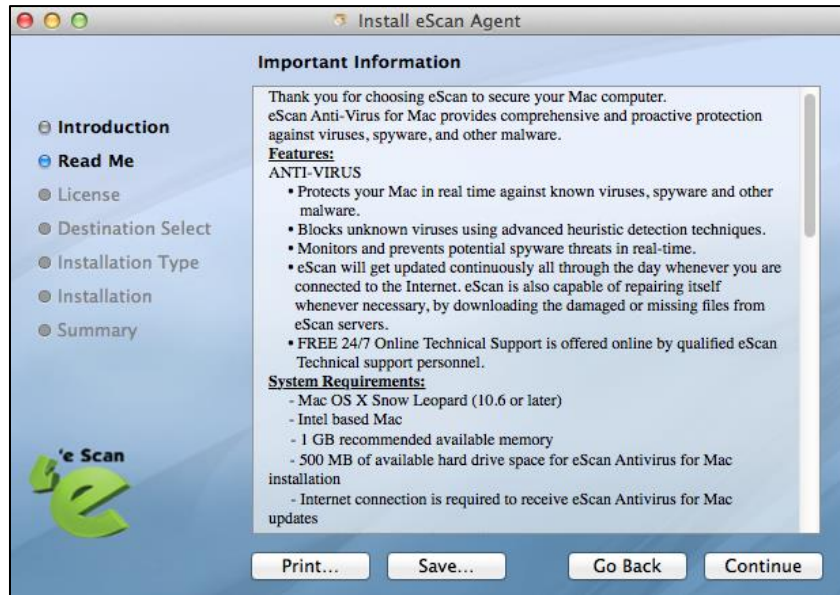 Install eScan Agent
Important Information
Introduction
Read Me
License
Destination Select
Installation Type
Installation
Summary
'e Scan
Thank you for choosing eScan to secure your Mac computer.
eScan Anti-Virus for Mac provides comprehensive and proactive protection
against viruses, spyware, and other malware.
Features:
ANTI-VIRUS
• Protects your Mac in real time against known viruses, spyware and other
malware.
• Blocks unknown viruses using advanced heuristic detection techniques.
• Monitors and prevents potential spyware threats in real-time.
• eScan will get updated continuously all through the day whenever you are
connected to the Internet. eScan is also capable of repairing itself
whenever necessary, by downloading the damaged or missing files from
eScan servers.
• FREE 24/7 Online Technical Support is offered online by qualified eScan
Technical support personnel.
System Requirements:
- Mac OS X Snow Leopard (10.6 or later)
- Intel based Mac
- 1 GB recommended available memory
- 500 MB of available hard drive space for eScan Antivirus for Mac
installation
- Internet connection is required to receive eScan Antivirus for Mac
updates
Print...
Save...
Go Back
Continue